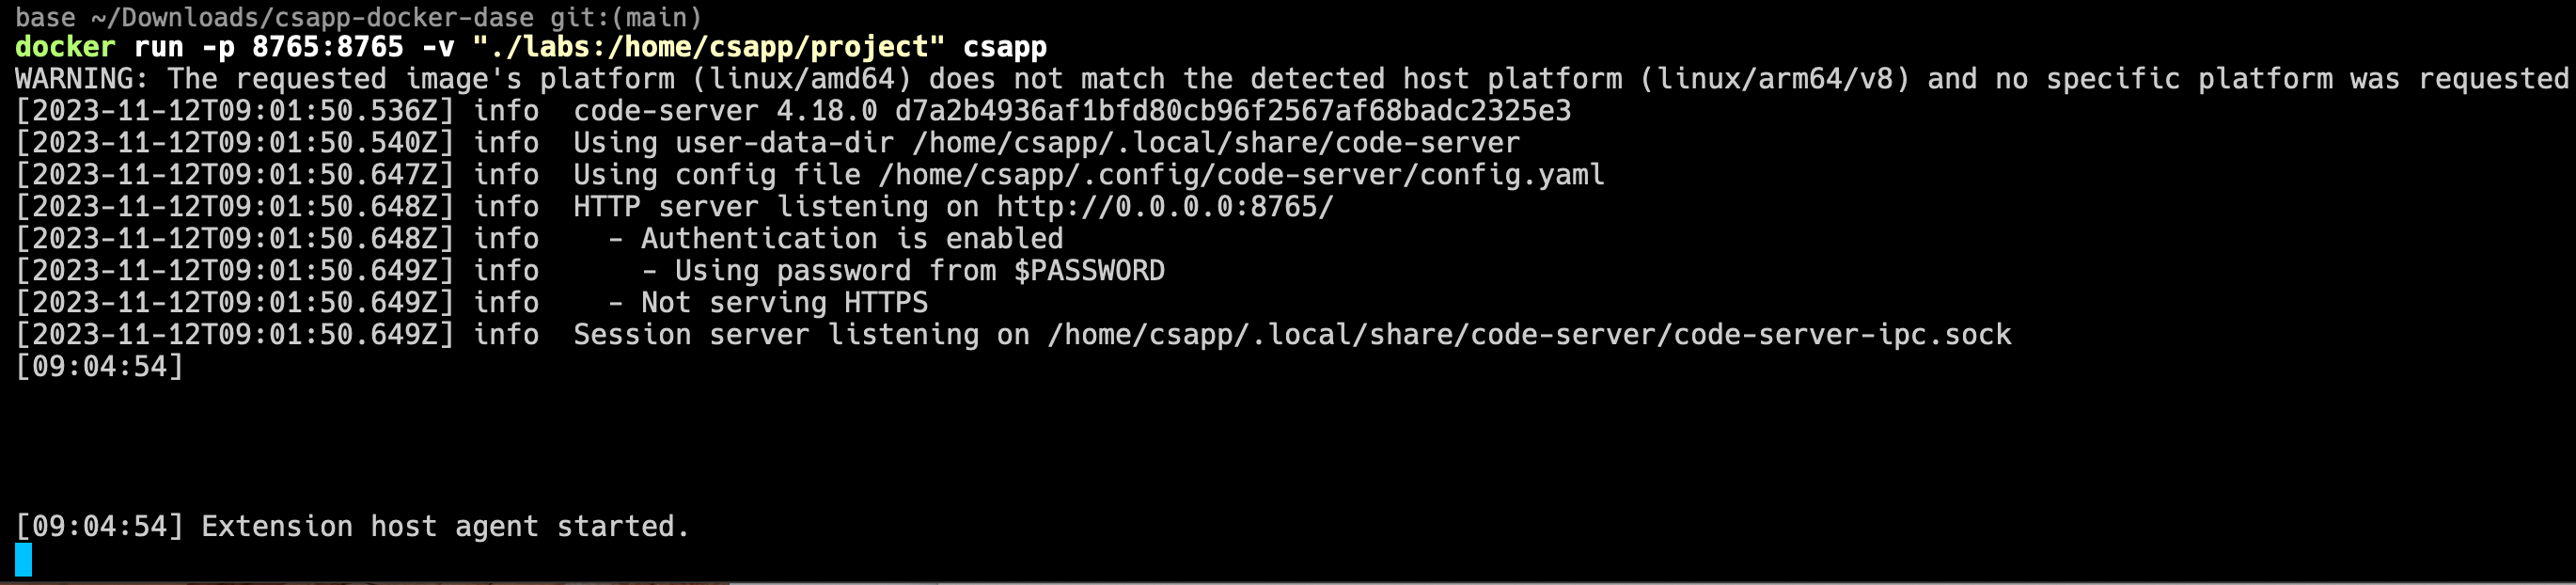 base ~/Downloads/csapp-docker-dase git:(main)
docker run -p 8765:8765 -v "./labs:/home/csapp/project" csapp
WARNING: The requested image's platform (linux/amd64) does not match the detected host platform (linux/arm64/v8) and no specific platform was requested
[2023-11-12T09:01:50.536Z] info  code-server 4.18.0 d7a2b4936af1bfd80cb96f2567af68badc2325e3
[2023-11-12T09:01:50.540Z] info  Using user-data-dir /home/csapp/.local/share/code-server
[2023-11-12T09:01:50.647Z] info  Using config file /home/csapp/.config/code-server/config.yaml
[2023-11-12T09:01:50.648Z] info  HTTP server listening on http://0.0.0.0:8765/
[2023-11-12T09:01:50.648Z] info    - Authentication is enabled
[2023-11-12T09:01:50.649Z] info      - Using password from $PASSWORD
[2023-11-12T09:01:50.649Z] info    - Not serving HTTPS
[2023-11-12T09:01:50.649Z] info  Session server listening on /home/csapp/.local/share/code-server/code-server-ipc.sock
[09:04:54]
[09:04:54] Extension host agent started.